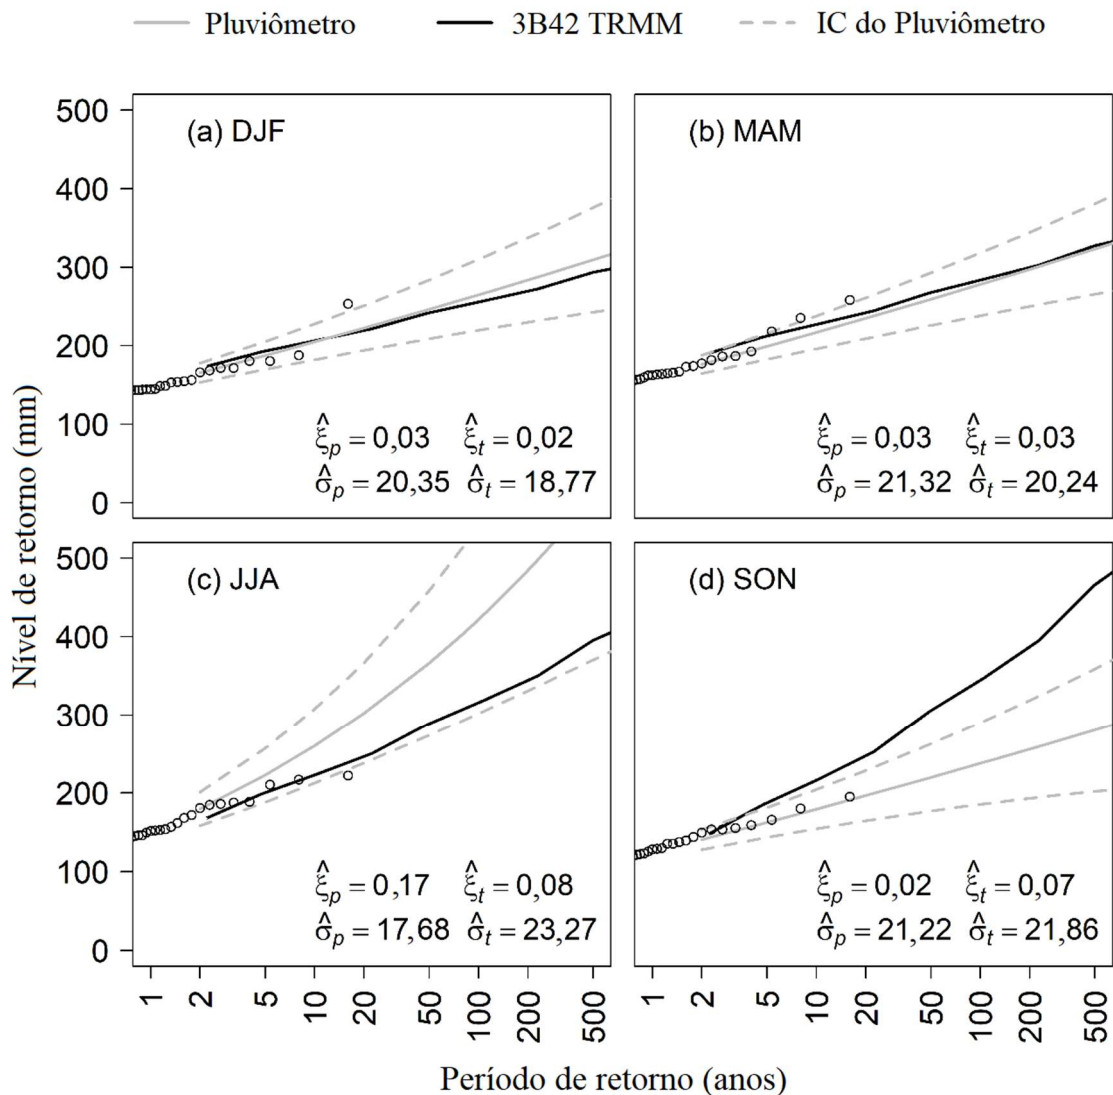 Pluviômetro 3B42 TRMM IC do Pluviômetro
500
400
300
200
100
0
(a) DJF
ξ̂p = 0,03 ξ̂t = 0,02
σ̂p = 20,35 σ̂t = 18,77
(b) MAM
ξ̂p = 0,03 ξ̂t = 0,03
σ̂p = 21,32 σ̂t = 20,24
Nível de retorno (mm)
500
400
300
200
100
0
(c) JJA
ξ̂p = 0,17 ξ̂t = 0,08
σ̂p = 17,68 σ̂t = 23,27
(d) SON
ξ̂p = 0,02 ξ̂t = 0,07
σ̂p = 21,22 σ̂t = 21,86
1 2 5 10 20 50 100 200 500
1 2 5 10 20 50 100 200 500
Período de retorno (anos)